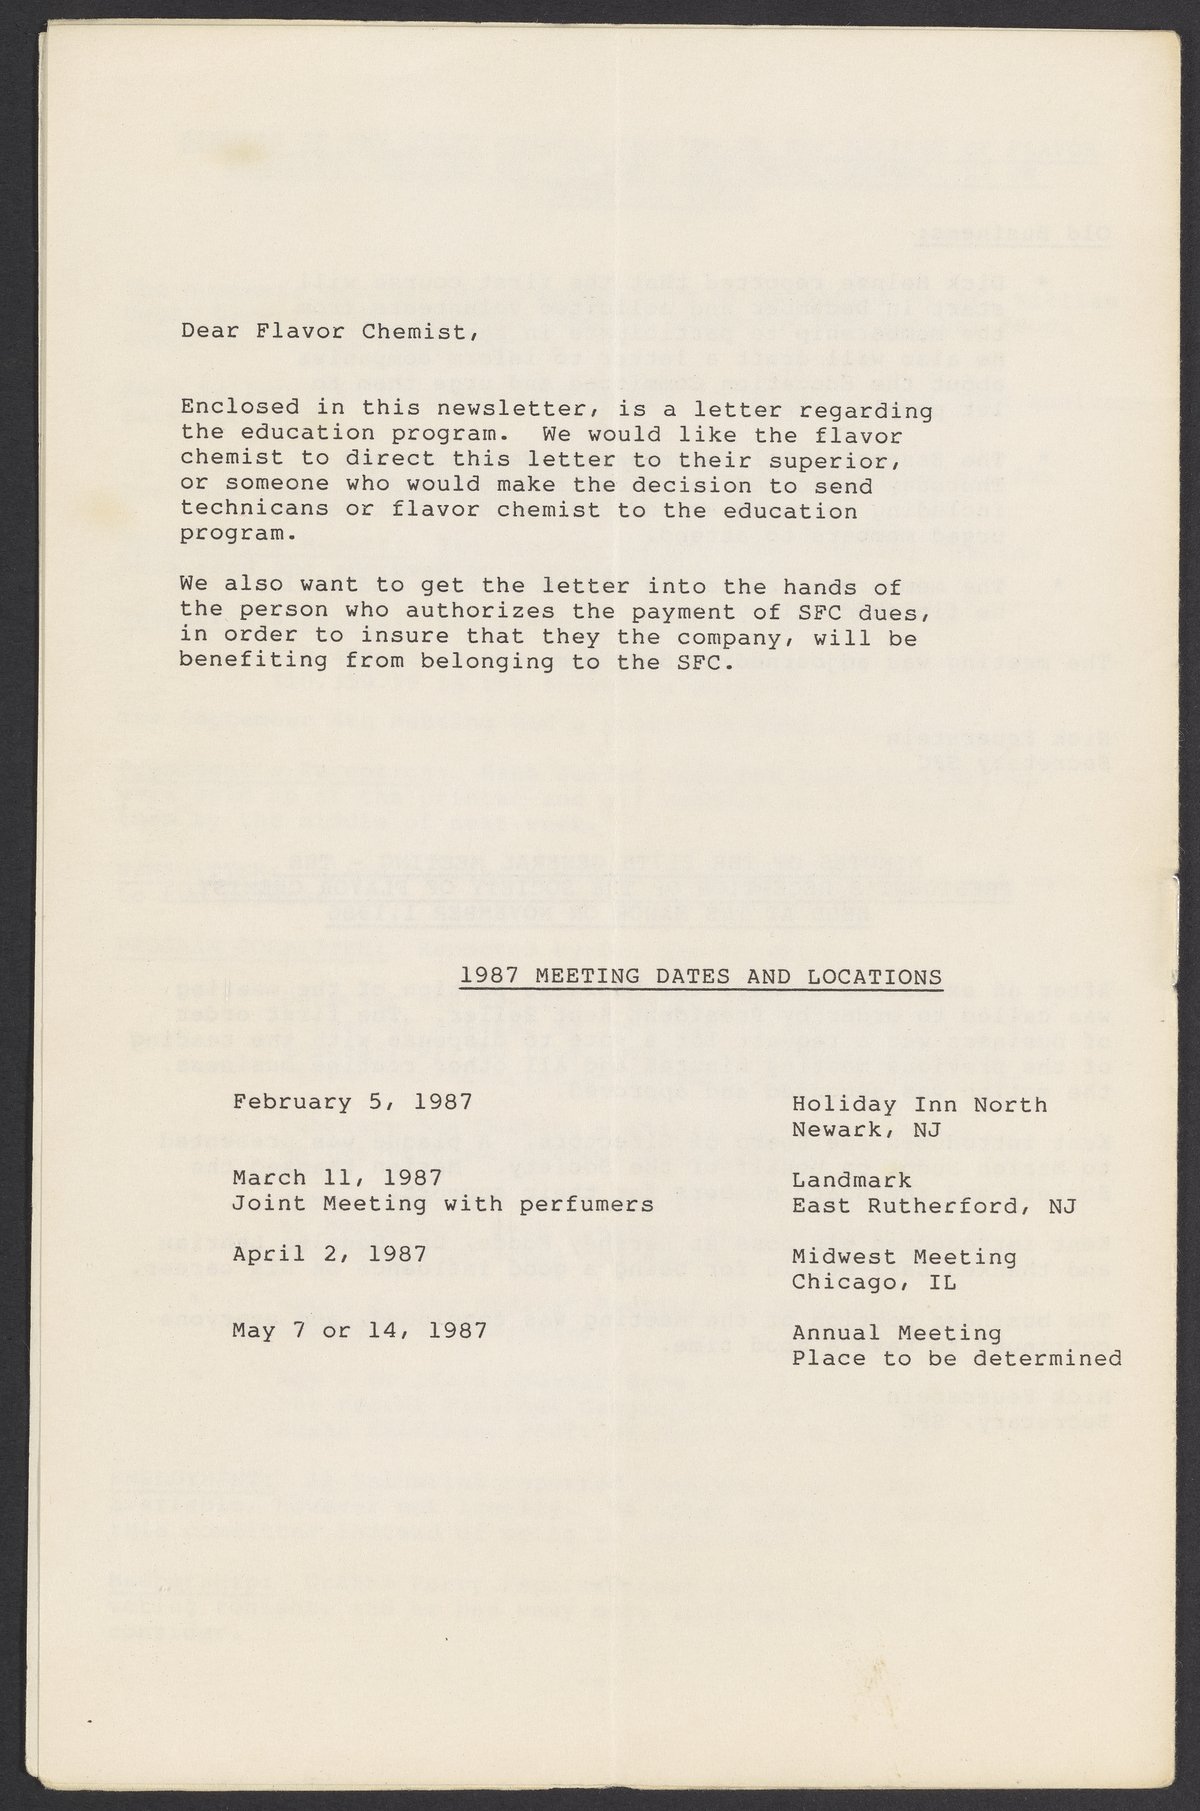 Dear Flavor Chemist,
Enclosed in this newsletter, is a letter regarding
the education program. We would like the flavor
chemist to direct this letter to their superior,
or someone who would make the decision to send
technicans or flavor chemist to the education
program.
We also want to get the letter into the hands of
the person who authorizes the payment of SFC dues,
in order to insure that they the company, will be
benefiting from belonging to the SFC.
1987 MEETING DATES AND LOCATIONS
February 5, 1987
Holiday Inn North
Newark, NJ
March 11, 1987
Joint Meeting with perfumers
Landmark
East Rutherford, NJ
April 2, 1987
Midwest Meeting
Chicago, IL
May 7 or 14, 1987
Annual Meeting
Place to be determined